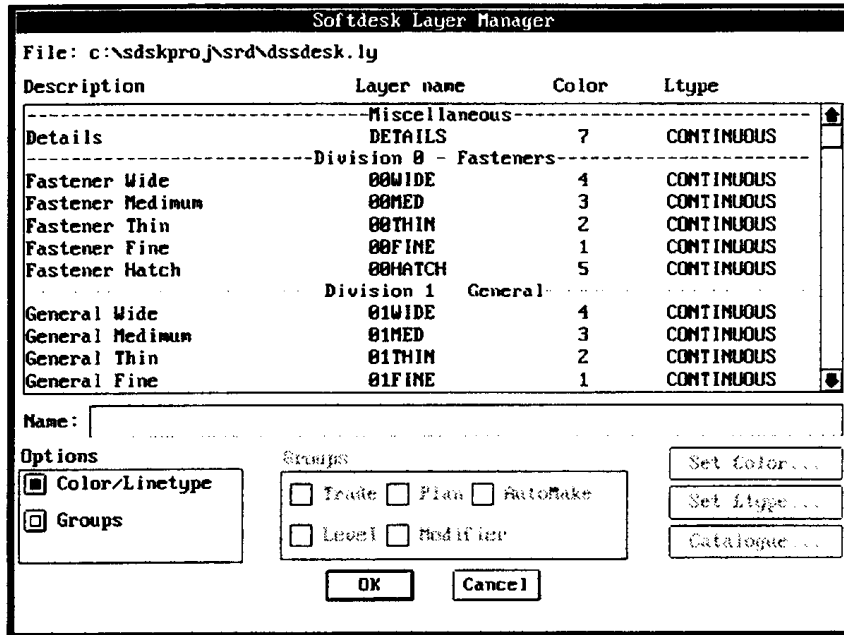 Softdesk Layer Manager
File: c:\sdskproj\srd\dssdesk.ly
Description Layer name Color Ltype
------------------------Miscellaneous------------------------
Details DETAILS 7 CONTINUOUS
--------------------Division 0 - Fasteners--------------------
Fastener Wide 00WIDE 4 CONTINUOUS
Fastener Medimum 00MED 3 CONTINUOUS
Fastener Thin 00THIN 2 CONTINUOUS
Fastener Fine 00FINE 1 CONTINUOUS
Fastener Hatch 00HATCH 5 CONTINUOUS
Division 1 General
General Wide 01WIDE 4 CONTINUOUS
General Medimum 01MED 3 CONTINUOUS
General Thin 01THIN 2 CONTINUOUS
General Fine 01FINE 1 CONTINUOUS
Name:
Options
Color/Linetype
Groups
Groups
Trade Plan AutoMake
Level Modifier
Set Color...
Set Ltype...
Catalogue...
OK Cancel